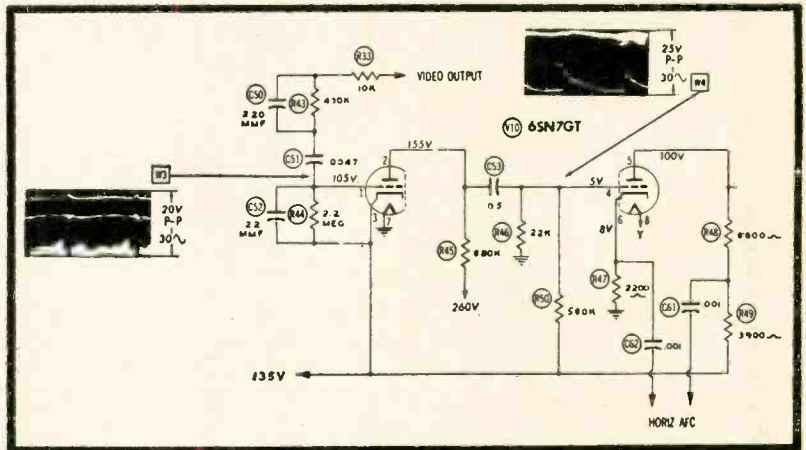 R33
10K
VIDEO OUTPUT
C50
220
MMF
R43
470K
C51
.0047
W3
20V
P-P
30~
105V.
155V
1
2
3
7
C52
22
MMF
R44
2.2
MEG
R45
680K
260V
C53
.05
R46
22K
R50
560K
25V
P-P
30~
W4
V10 6SN7GT
100V
5V
4
5
6
8
8V
Y
R47
2200
C62
.001
C61
.001
R48
6800
R49
3900
135V
HORIZ AFC